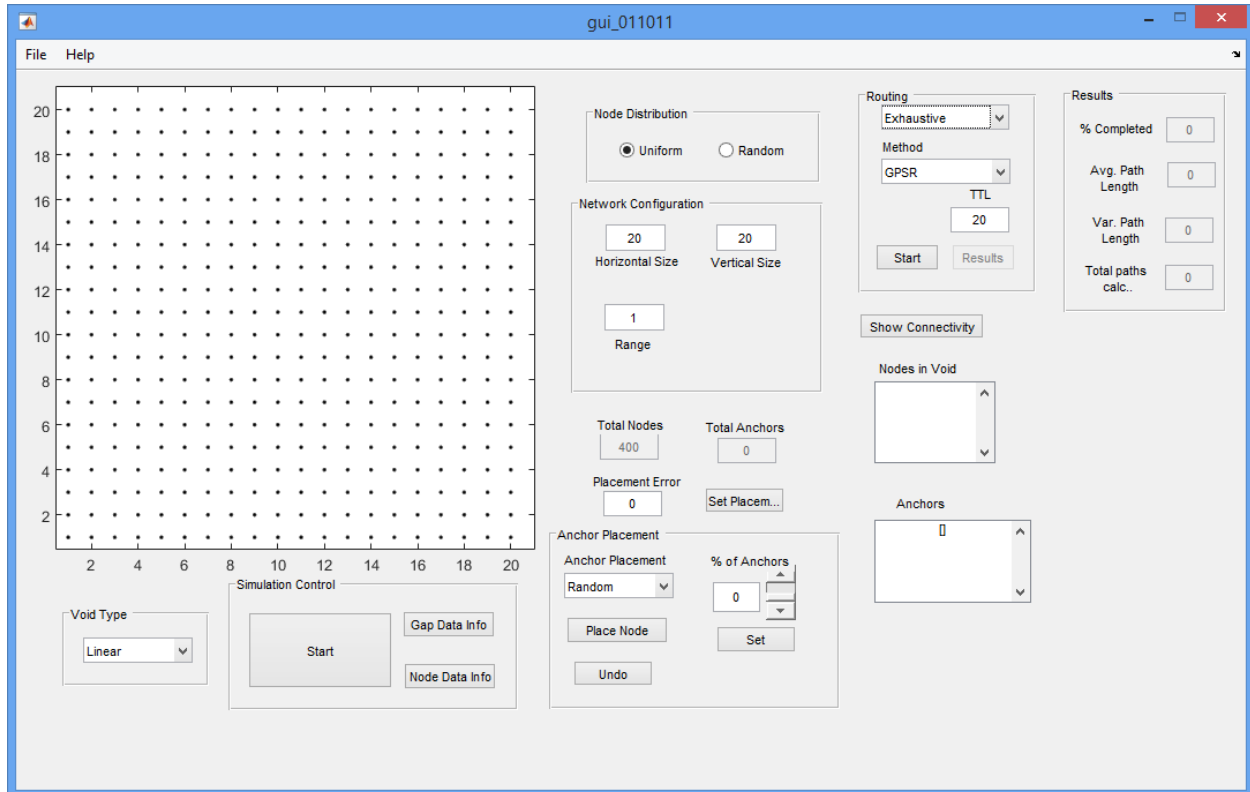 gui_011011
File Help
20
18
16
14
12
10
8
6
4
2
2 4 6 8 10 12 14 16 18 20
Void Type
Linear
Simulation Control
Start
Gap Data Info
Node Data Info
Node Distribution
Uniform Random
Network Configuration
20 20
Horizontal Size Vertical Size
1
Range
Total Nodes Total Anchors
400 0
Placement Error
0 Set Placem...
Anchor Placement
Anchor Placement % of Anchors
Random 0
Place Node Set
Undo
Routing
Exhaustive
Method
GPSR
TTL
20
Start Results
Show Connectivity
Nodes in Void
Anchors
[]
Results
% Completed 0
Avg. Path
Length 0
Var. Path
Length 0
Total paths
calc.. 0